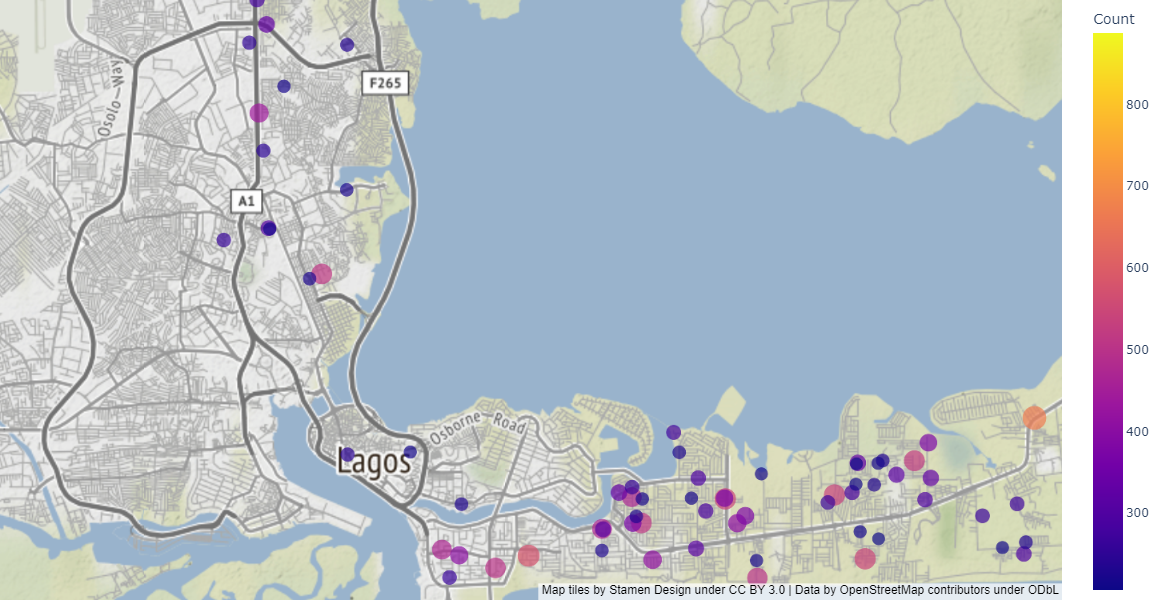 Count
F265
800
Osolo Way
700
A1
600
500
Osborne Road
Lagos
400
300
Map tiles by Stamen Design under CC BY 3.0 | Data by OpenStreetMap contributors under ODbL